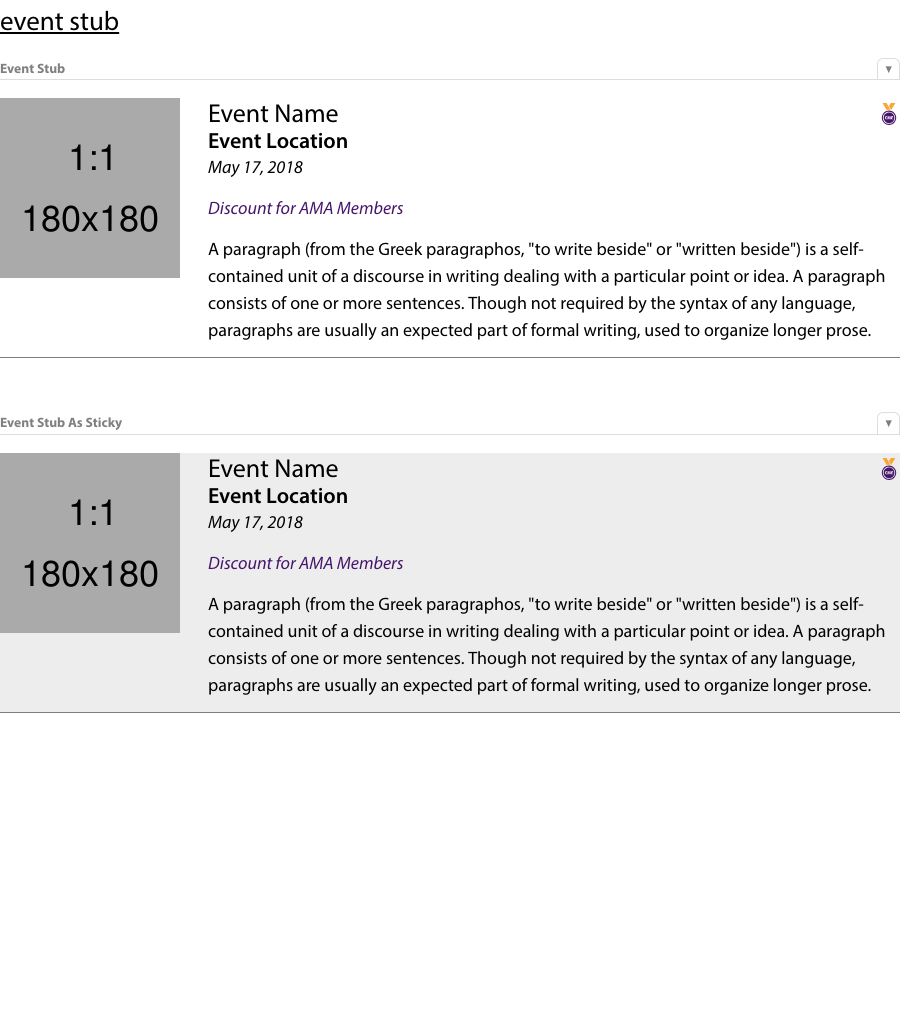 event stub
Event Stub
▼
1:1
180x180
Event Name
Event Location
May 17, 2018
Discount for AMA Members
A paragraph (from the Greek paragraphos, "to write beside" or "written beside") is a self-
contained unit of a discourse in writing dealing with a particular point or idea. A paragraph
consists of one or more sentences. Though not required by the syntax of any language,
paragraphs are usually an expected part of formal writing, used to organize longer prose.
Event Stub As Sticky
▼
1:1
180x180
Event Name
Event Location
May 17, 2018
Discount for AMA Members
A paragraph (from the Greek paragraphos, "to write beside" or "written beside") is a self-
contained unit of a discourse in writing dealing with a particular point or idea. A paragraph
consists of one or more sentences. Though not required by the syntax of any language,
paragraphs are usually an expected part of formal writing, used to organize longer prose.